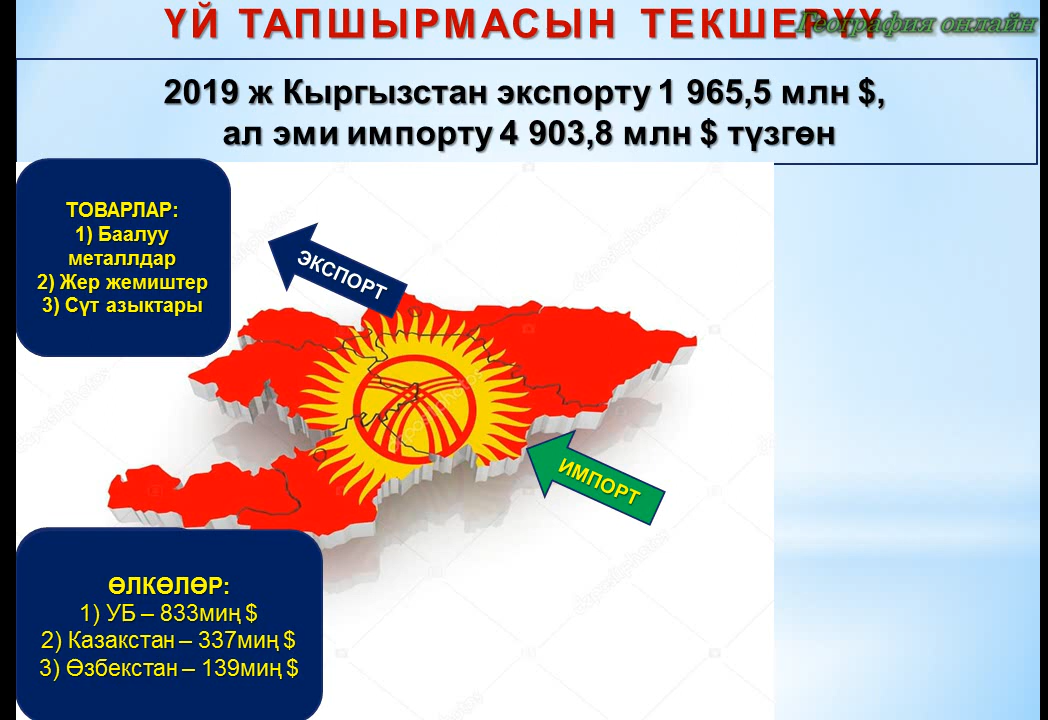 ҮЙ ТАПШЫРМАСЫН ТЕКШЕРҮҮ
География онлайн
2019 ж Кыргызстан экспорту 1 965,5 млн $,
ал эми импорту 4 903,8 млн $ түзгөн
ТОВАРЛАР:
1) Баалуу
металлдар
2) Жер жемиштер
3) Сүт азыктары
ЭКСПОРТ
ИМПОРТ
ӨЛКӨЛӨР:
1) УБ – 833миң $
2) Казакстан – 337миң $
3) Өзбекстан – 139миң $
depositphotos